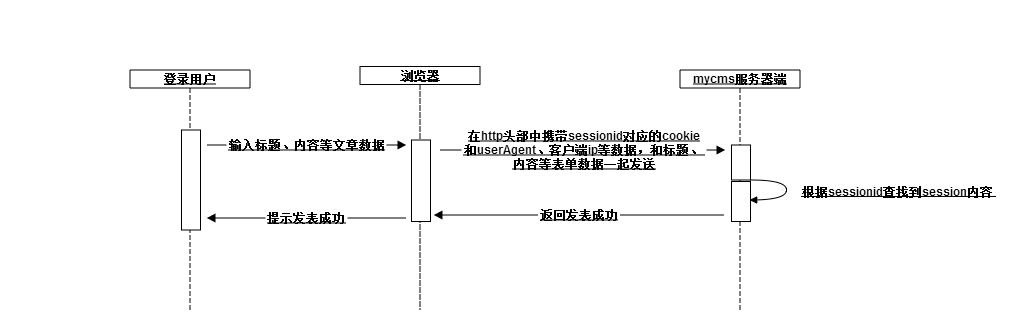 登录用户
浏览器
mycms服务器端
输入标题、内容等文章数据
在http头部中携带sessionid对应的cookie
和userAgent、客户端ip等数据，和标题、
内容等表单数据一起发送
根据sessionid查找到session内容
提示发表成功
返回发表成功